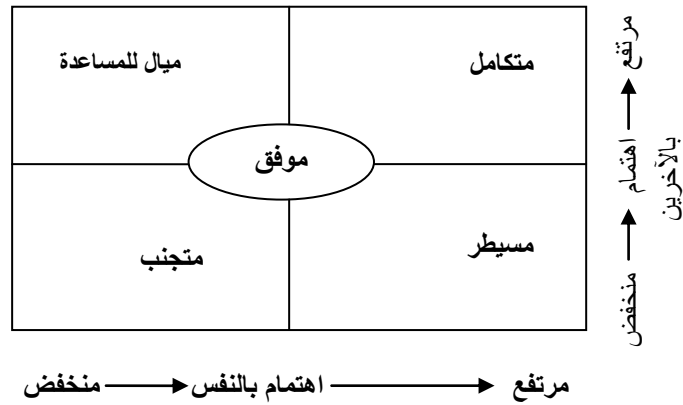 متكامل
ميال للمساعدة
موفق
مسيطر
متجنب
مرتفع
اهتمام
بالآخرين
منخفض
مرتفع
اهتمام بالنفس
منخفض